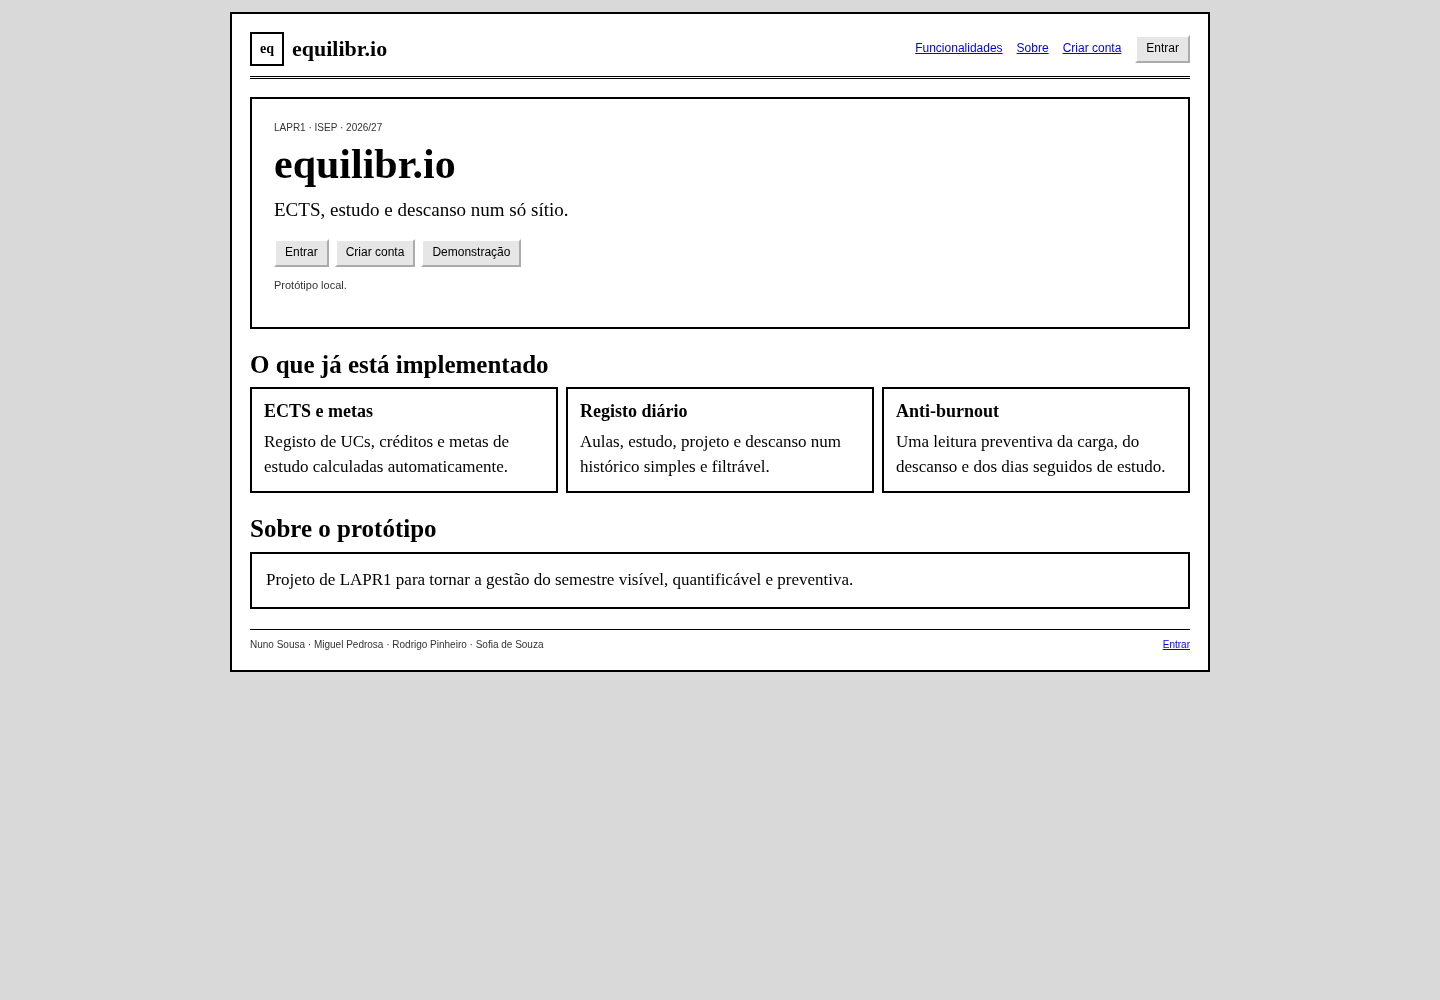 eq equilibr.io
Funcionalidades Sobre Criar conta Entrar
LAPR1 · ISEP · 2026/27
equilibr.io
ECTS, estudo e descanso num só sítio.
Entrar Criar conta Demonstração
Protótipo local.
O que já está implementado
ECTS e metas
Registo de UCs, créditos e metas de
estudo calculadas automaticamente.
Registo diário
Aulas, estudo, projeto e descanso num
histórico simples e filtrável.
Anti-burnout
Uma leitura preventiva da carga, do
descanso e dos dias seguidos de estudo.
Sobre o protótipo
Projeto de LAPR1 para tornar a gestão do semestre visível, quantificável e preventiva.
Nuno Sousa · Miguel Pedrosa · Rodrigo Pinheiro · Sofia de Souza
Entrar